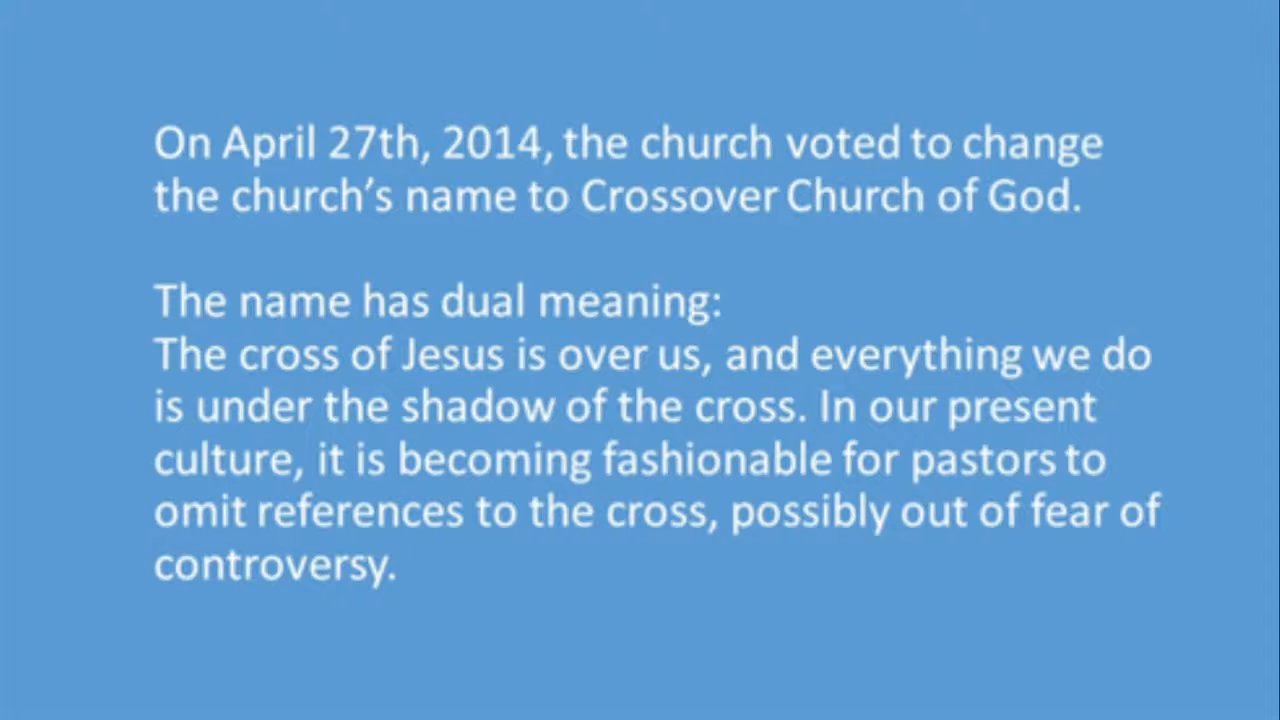 On April 27th, 2014, the church voted to change
the church’s name to Crossover Church of God.
The name has dual meaning:
The cross of Jesus is over us, and everything we do
is under the shadow of the cross. In our present
culture, it is becoming fashionable for pastors to
omit references to the cross, possibly out of fear of
controversy.